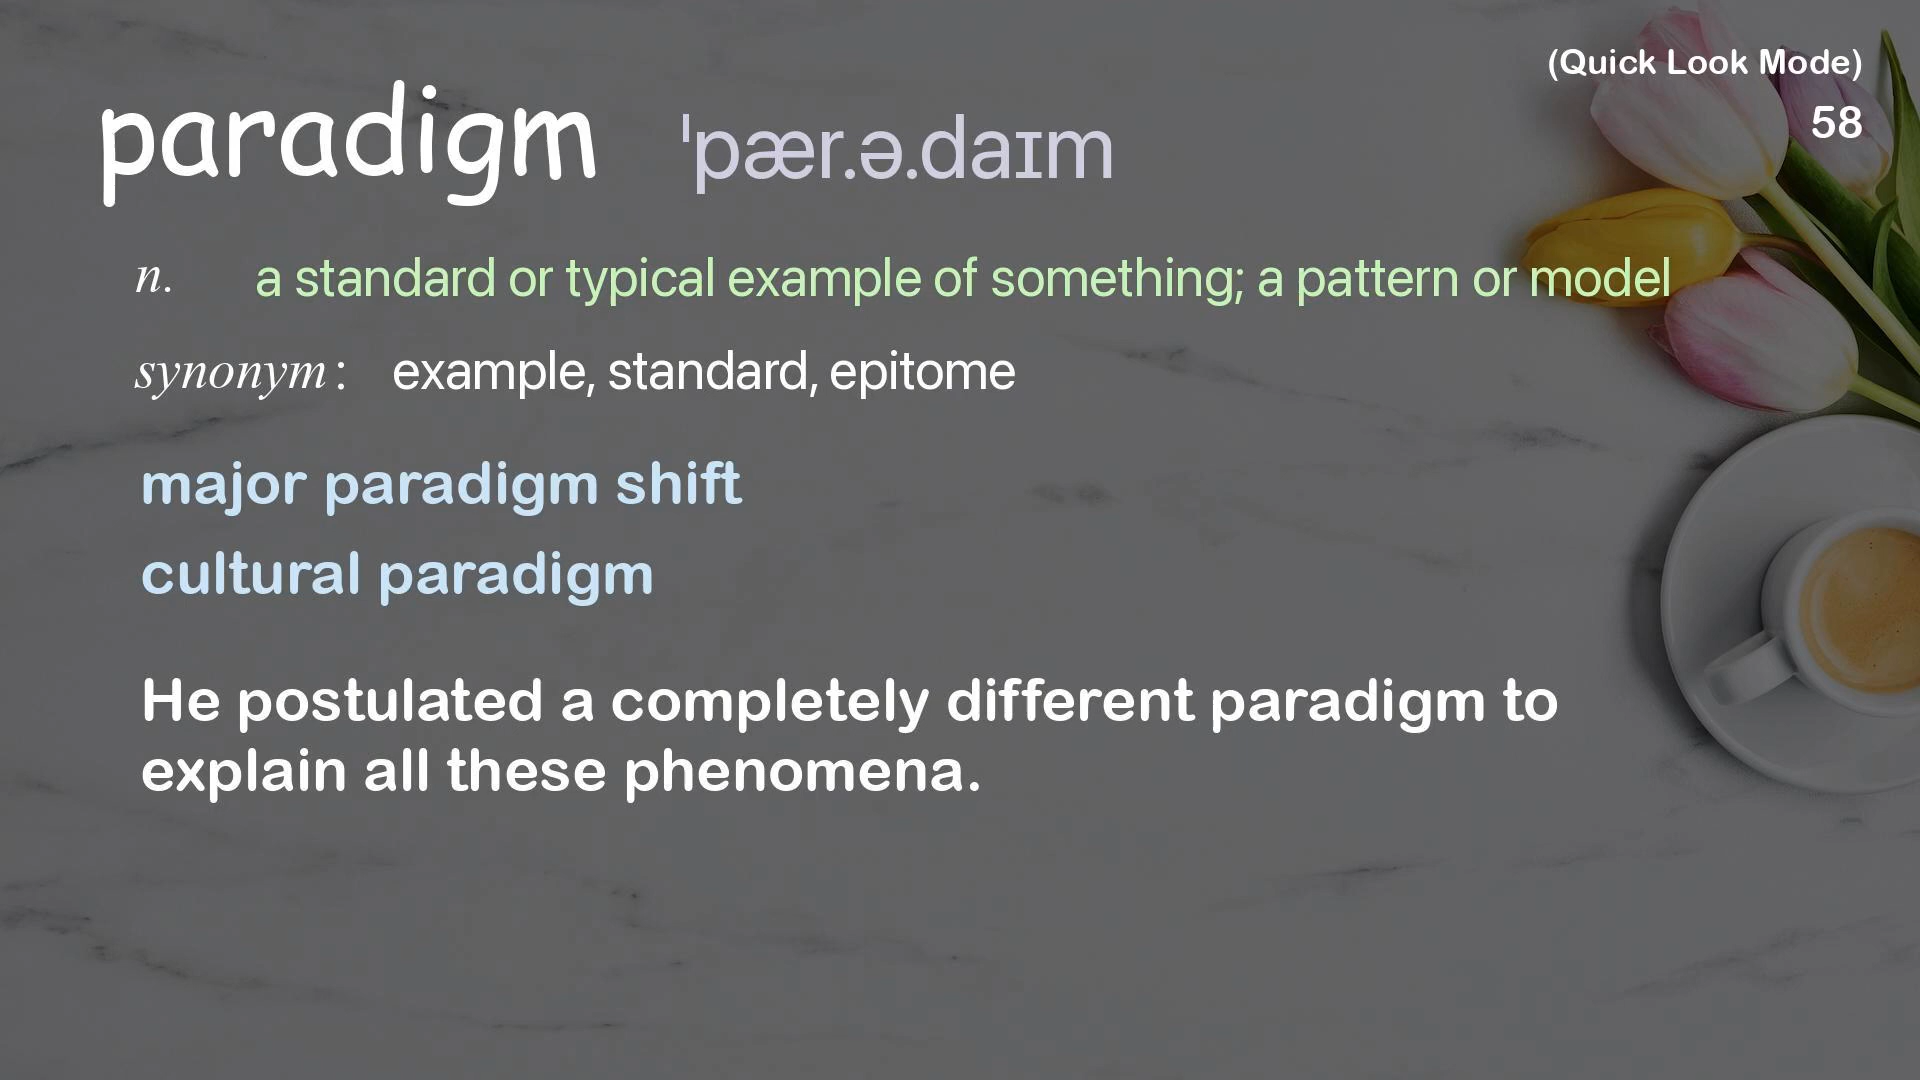 (Quick Look Mode)
58
paradigm ˈpær.ə.daɪm
n. a standard or typical example of something; a pattern or model
synonym: example, standard, epitome
major paradigm shift
cultural paradigm
He postulated a completely different paradigm to
explain all these phenomena.